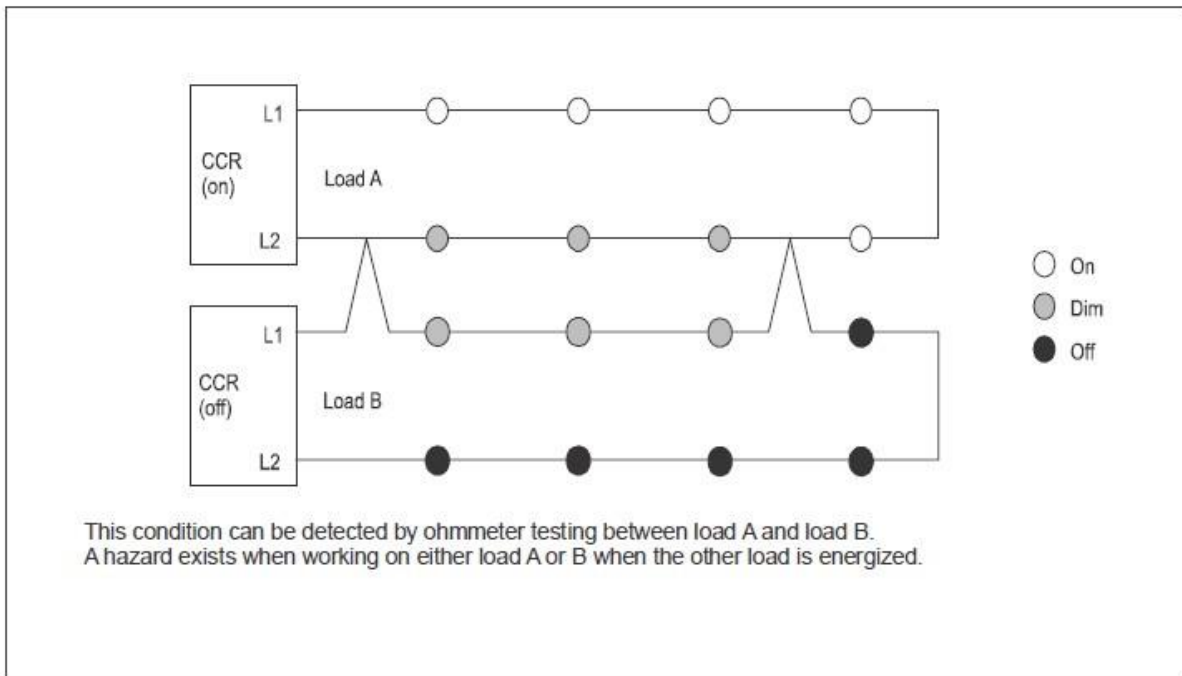 L1
CCR
(on)
Load A
L2
On
Dim
Off
L1
CCR
(off)
Load B
L2
This condition can be detected by ohmmeter testing between load A and load B.
A hazard exists when working on either load A or B when the other load is energized.